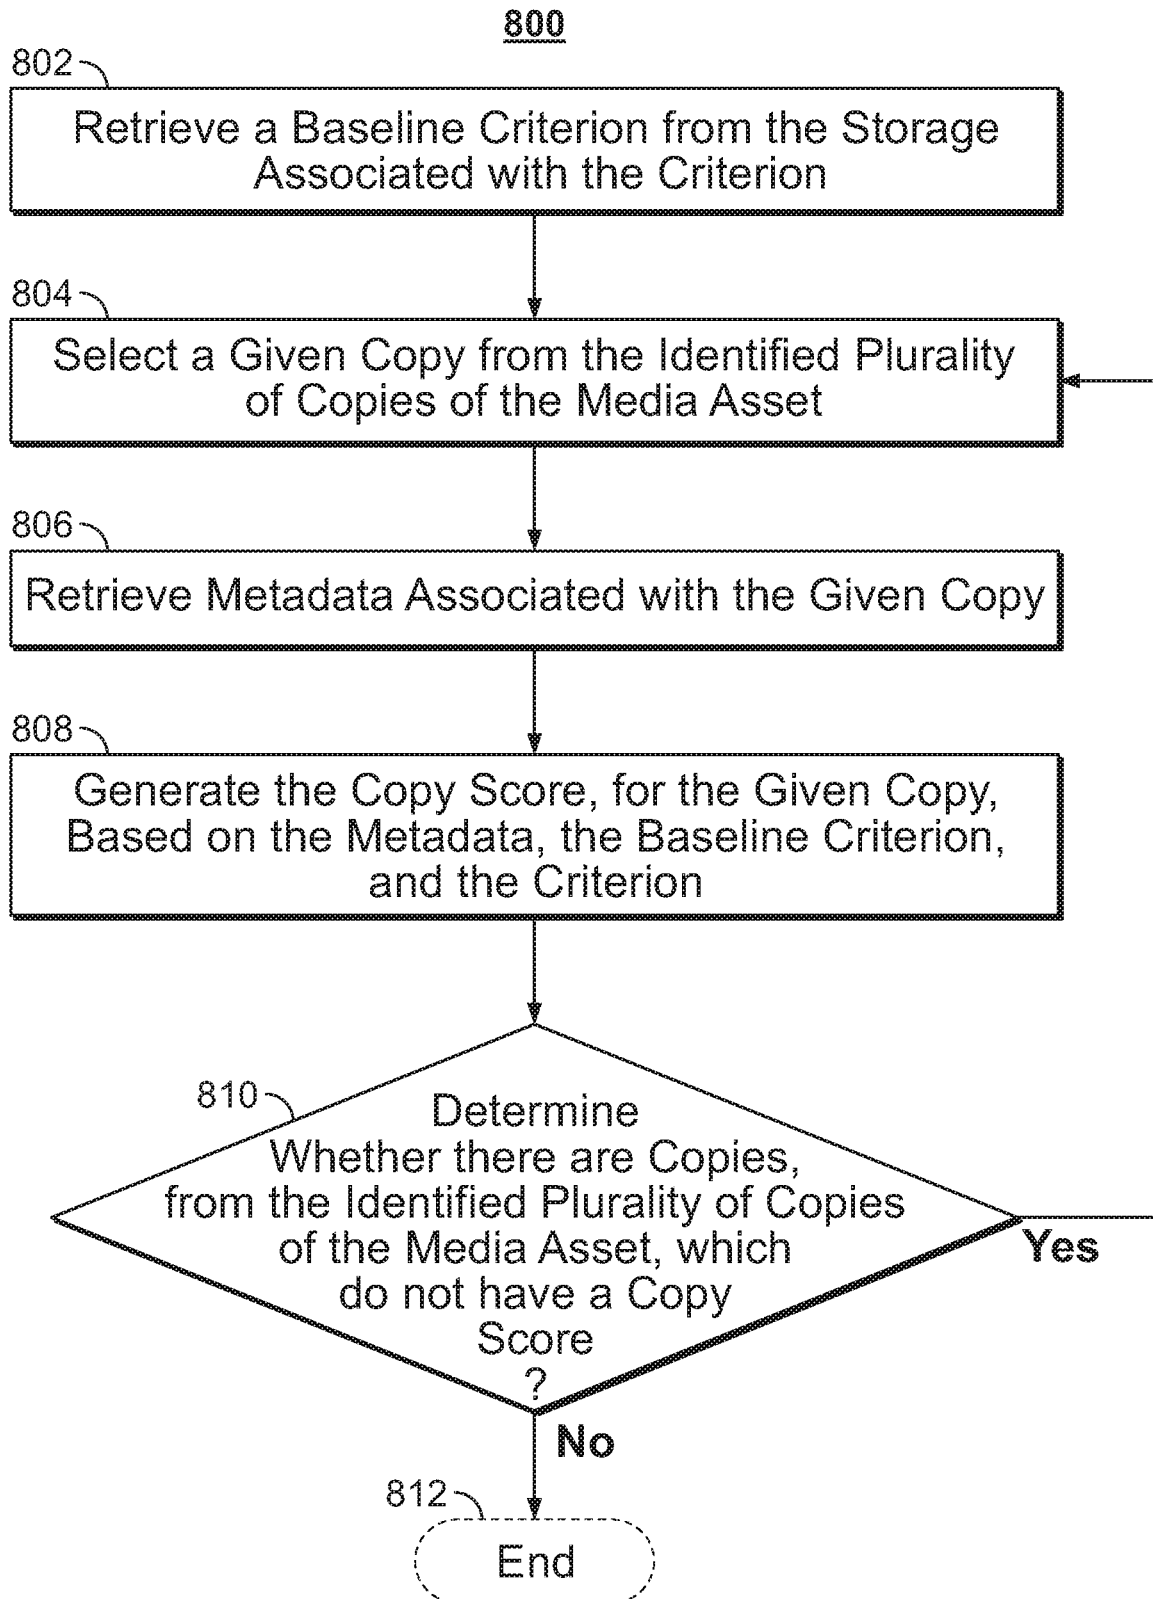 800
802
Retrieve a Baseline Criterion from the Storage
Associated with the Criterion
804
Select a Given Copy from the Identified Plurality
of Copies of the Media Asset
806
Retrieve Metadata Associated with the Given Copy
808
Generate the Copy Score, for the Given Copy,
Based on the Metadata, the Baseline Criterion,
and the Criterion
810
Determine
Whether there are Copies,
from the Identified Plurality of Copies
of the Media Asset, which
do not have a Copy
Score
?
Yes
No
812
End